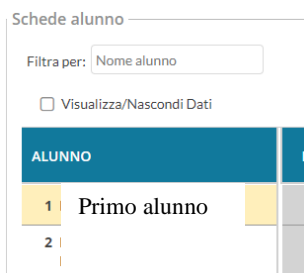 Schede alunno
Filtra per: Nome alunno
Visualizza/Nascondi Dati
ALUNNO
1 Primo alunno
2